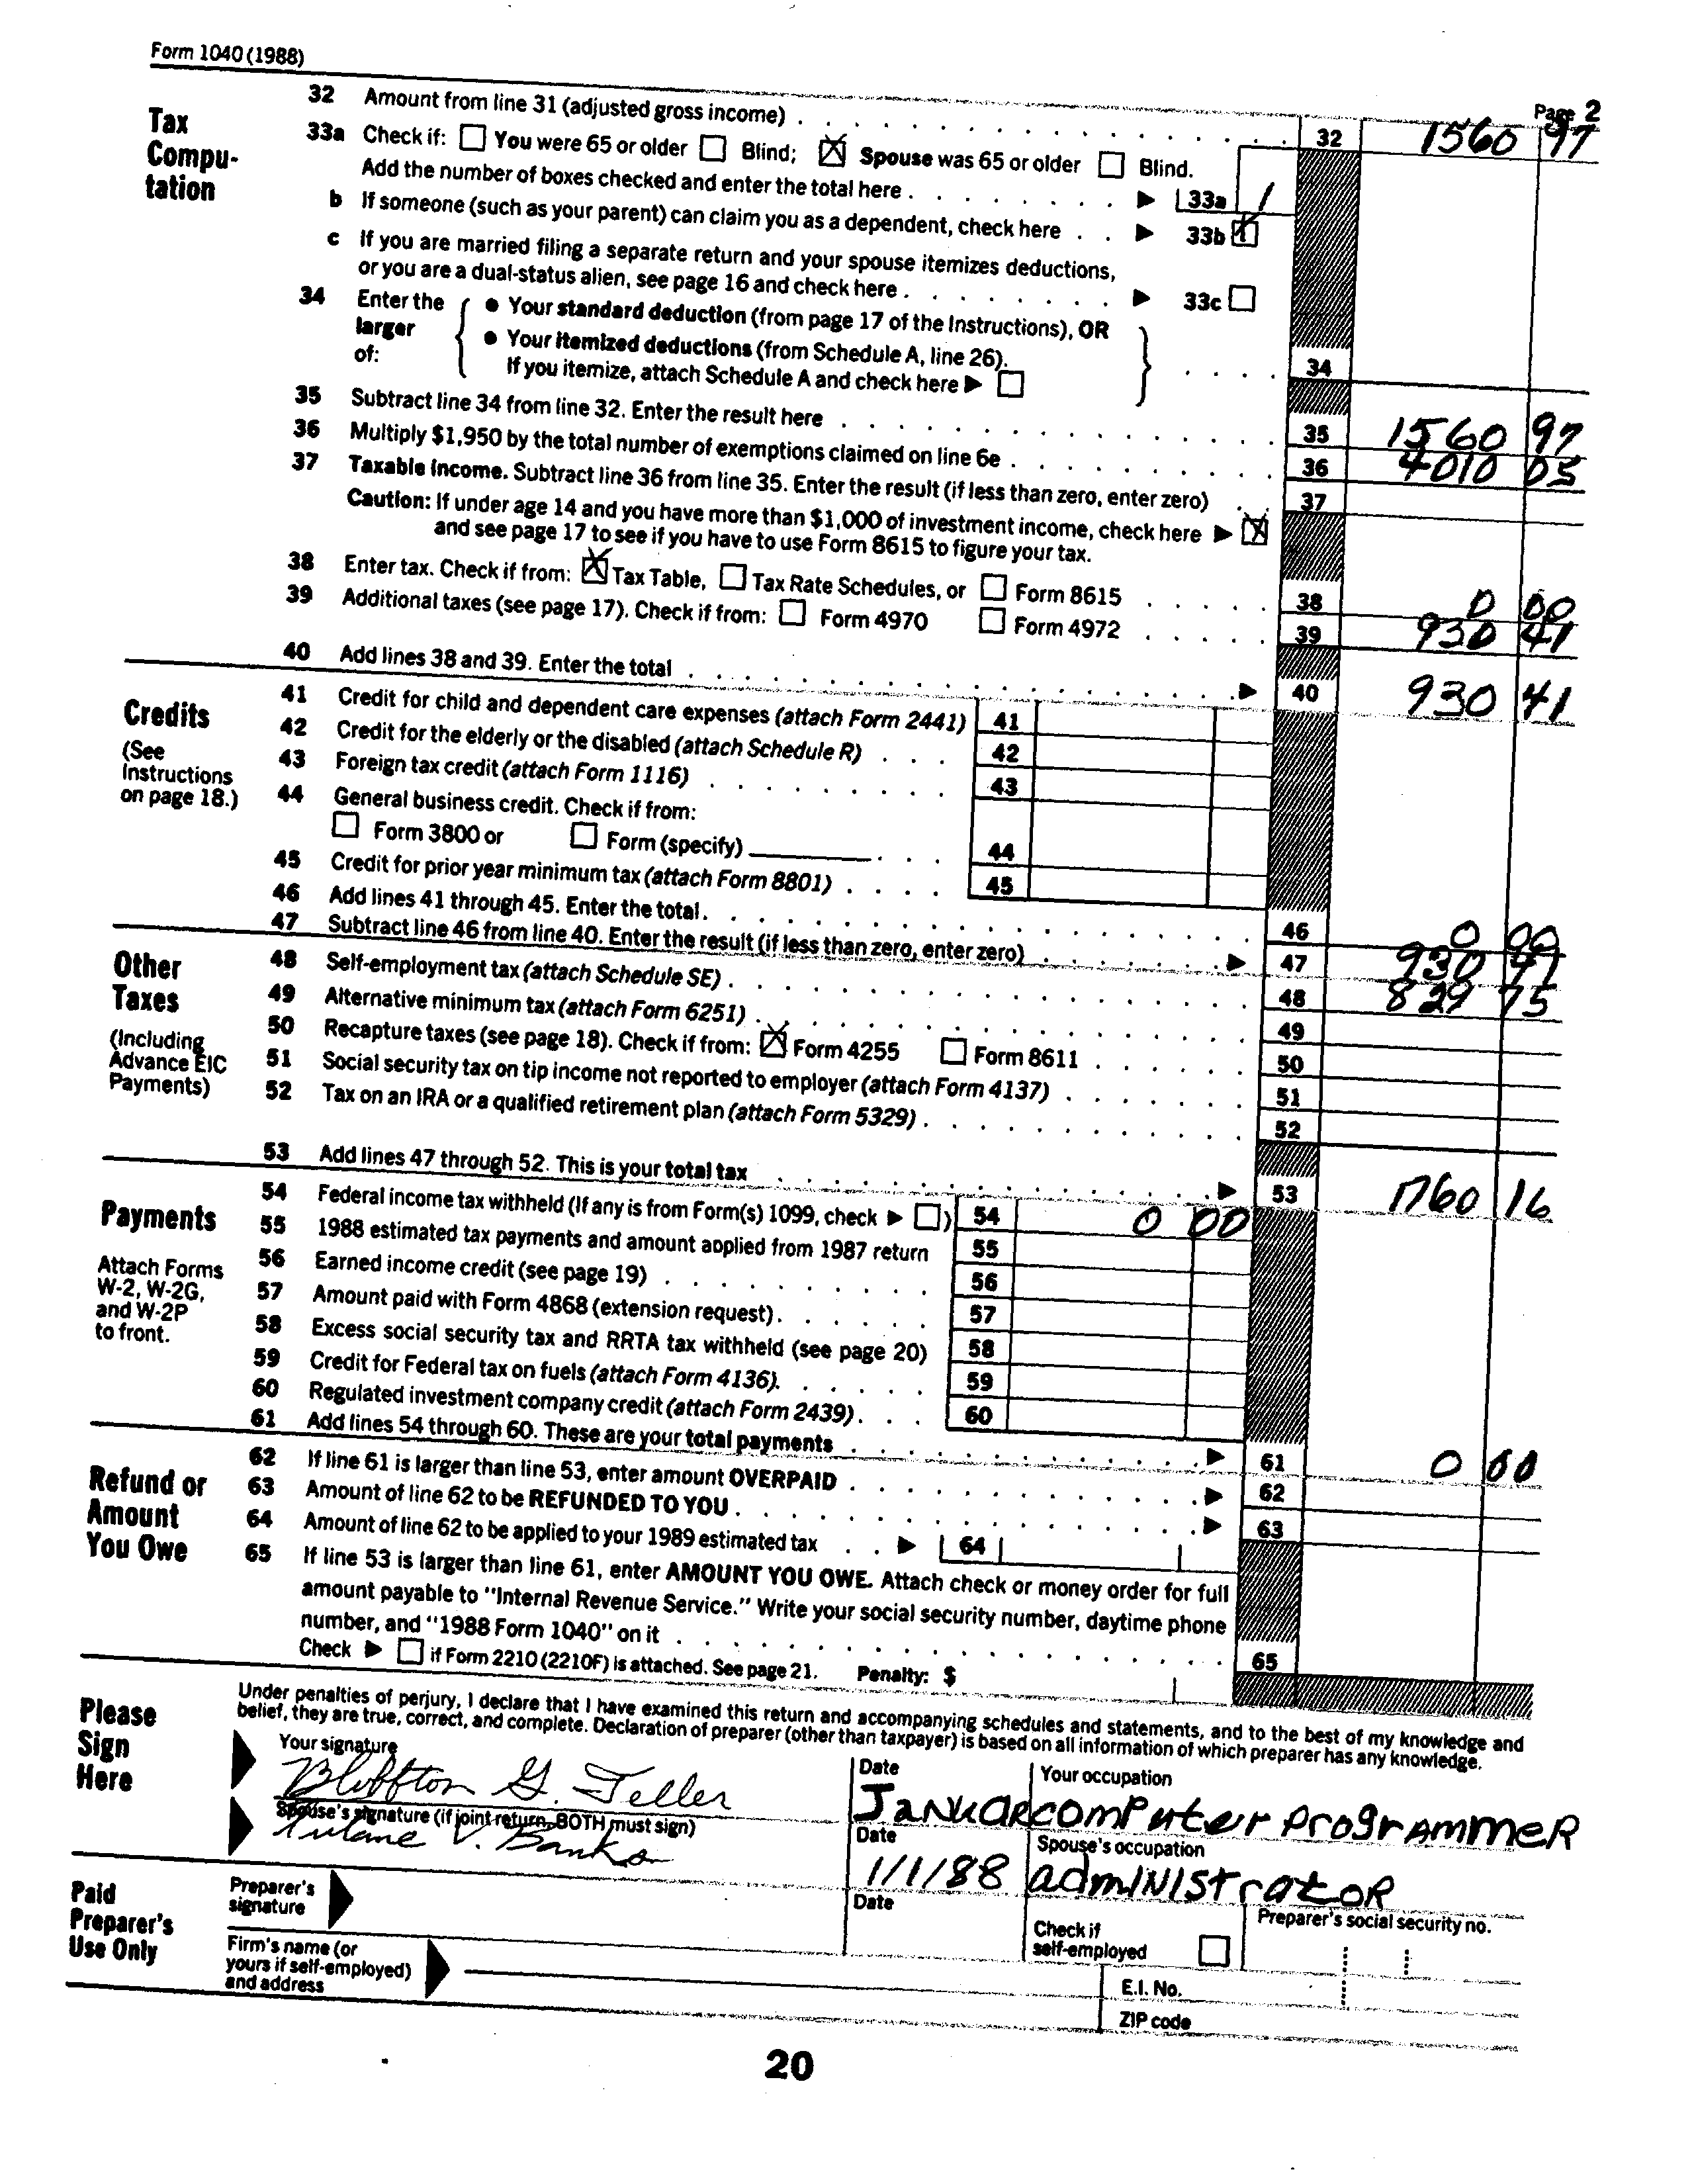 Form 1040 (1988)
Page 2
Tax Compu-tation
32 Amount from line 31 (adjusted gross income) 32 1560 97
33a Check if: You were 65 or older Blind; X Spouse was 65 or older Blind.
Add the number of boxes checked and enter the total here 33a 1
b If someone (such as your parent) can claim you as a dependent, check here 33b
c If you are married filing a separate return and your spouse itemizes deductions,
or you are a dual-status alien, see page 16 and check here 33c
34 Enter the larger of:
• Your standard deduction (from page 17 of the Instructions), OR
• Your itemized deductions (from Schedule A, line 26).
If you itemize, attach Schedule A and check here 34
35 Subtract line 34 from line 32. Enter the result here 35 1560 97
36 Multiply $1,950 by the total number of exemptions claimed on line 6e 36 4010 05
37 Taxable income. Subtract line 36 from line 35. Enter the result (if less than zero, enter zero) 37
Caution: If under age 14 and you have more than $1,000 of investment income, check here X
and see page 17 to see if you have to use Form 8615 to figure your tax.
38 Enter tax. Check if from: X Tax Table, Tax Rate Schedules, or Form 8615 38 0 00
39 Additional taxes (see page 17). Check if from: Form 4970 Form 4972 39 930 41
40 Add lines 38 and 39. Enter the total 40 930 41
Credits
(See Instructions on page 18.)
41 Credit for child and dependent care expenses (attach Form 2441) 41
42 Credit for the elderly or the disabled (attach Schedule R) 42
43 Foreign tax credit (attach Form 1116) 43
44 General business credit. Check if from:
Form 3800 or Form (specify) 44
45 Credit for prior year minimum tax (attach Form 8801) 45
46 Add lines 41 through 45. Enter the total. 46 0 00
47 Subtract line 46 from line 40. Enter the result (if less than zero, enter zero) 47 930 41
Other Taxes
(Including Advance EIC Payments)
48 Self-employment tax (attach Schedule SE) 48 829 75
49 Alternative minimum tax (attach Form 6251) 49
50 Recapture taxes (see page 18). Check if from: X Form 4255 Form 8611 50
51 Social security tax on tip income not reported to employer (attach Form 4137) 51
52 Tax on an IRA or a qualified retirement plan (attach Form 5329) 52
53 Add lines 47 through 52. This is your total tax 53 1760 16
Payments
Attach Forms W-2, W-2G, and W-2P to front.
54 Federal income tax withheld (If any is from Form(s) 1099, check ) 54 0 00
55 1988 estimated tax payments and amount applied from 1987 return 55
56 Earned income credit (see page 19) 56
57 Amount paid with Form 4868 (extension request) 57
58 Excess social security tax and RRTA tax withheld (see page 20) 58
59 Credit for Federal tax on fuels (attach Form 4136). 59
60 Regulated investment company credit (attach Form 2439) 60
61 Add lines 54 through 60. These are your total payments 61 0 00
Refund or Amount You Owe
62 If line 61 is larger than line 53, enter amount OVERPAID 62
63 Amount of line 62 to be REFUNDED TO YOU 63
64 Amount of line 62 to be applied to your 1989 estimated tax 64
65 If line 53 is larger than line 61, enter AMOUNT YOU OWE. Attach check or money order for full
amount payable to "Internal Revenue Service." Write your social security number, daytime phone
number, and "1988 Form 1040" on it 65
Check if Form 2210 (2210F) is attached. See page 21. Penalty: $
Please Sign Here
Under penalties of perjury, I declare that I have examined this return and accompanying schedules and statements, and to the best of my knowledge and
belief, they are true, correct, and complete. Declaration of preparer (other than taxpayer) is based on all information of which preparer has any knowledge.
Your signature Date Your occupation
Bluffton G. Teller Januar computer programmer
Spouse's signature (if joint return, BOTH must sign) Date Spouse's occupation
V. Banks 1/1/88 administrator
Paid Preparer's Use Only
Preparer's signature Date Check if self-employed Preparer's social security no.
Firm's name (or yours if self-employed) and address E.I. No.
ZIP code
20